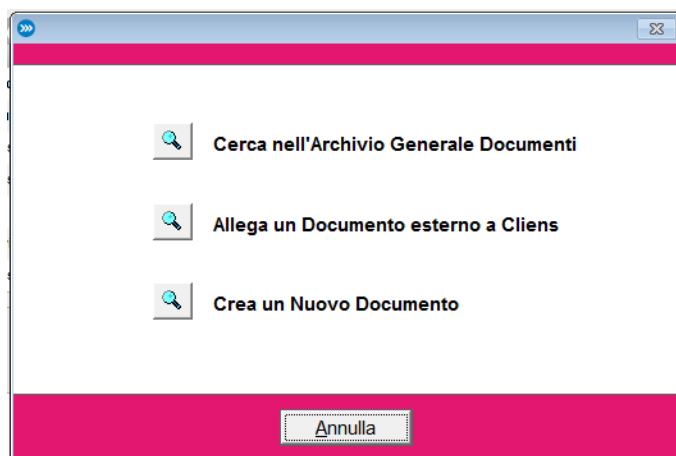 Cerca nell'Archivio Generale Documenti
Allega un Documento esterno a Cliens
Crea un Nuovo Documento
Annulla